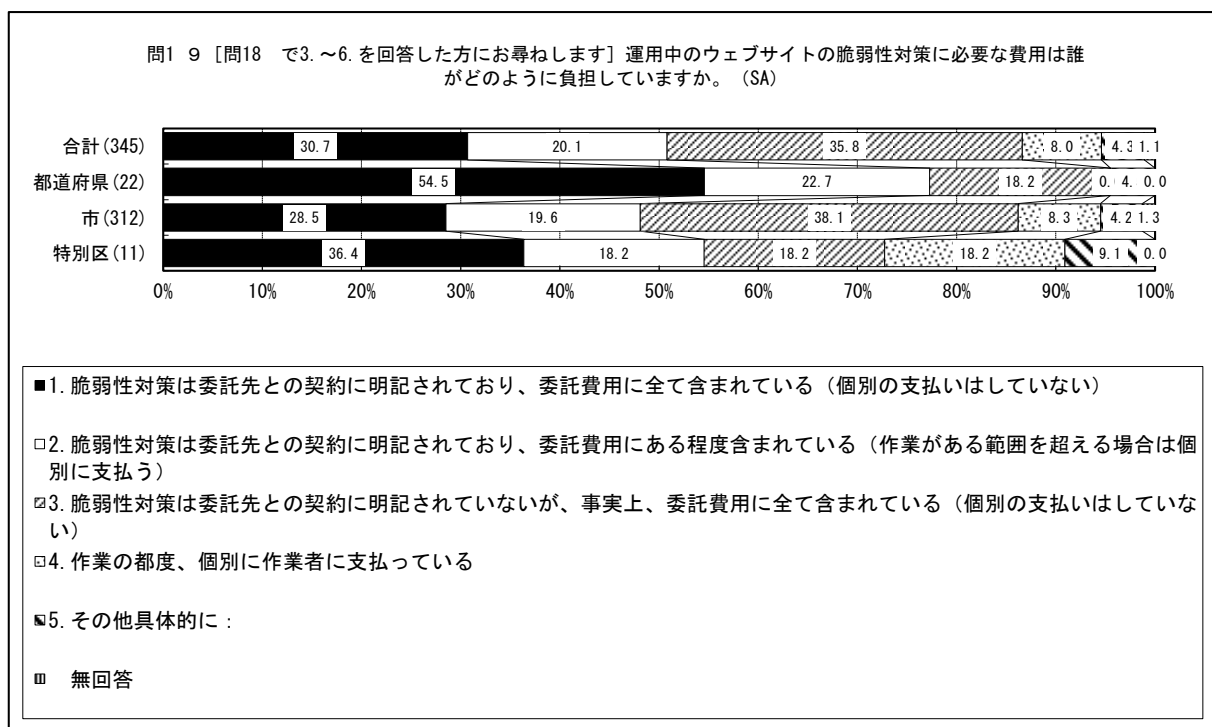 問1 9 [問18 で3.～6.を回答した方にお尋ねします] 運用中のウェブサイトの脆弱性対策に必要な費用は誰
がどのように負担していますか。(SA)
合計(345) 30.7 20.1 35.8 8.0 4.3 1.1
都道府県(22) 54.5 22.7 18.2 0. 4. 0.0
市(312) 28.5 19.6 38.1 8.3 4.2 1.3
特別区(11) 36.4 18.2 18.2 18.2 9.1 0.0
0% 10% 20% 30% 40% 50% 60% 70% 80% 90% 100%
1.脆弱性対策は委託先との契約に明記されており、委託費用に全て含まれている（個別の支払いはしていない）
2.脆弱性対策は委託先との契約に明記されており、委託費用にある程度含まれている（作業がある範囲を超える場合は個
別に支払う）
3.脆弱性対策は委託先との契約に明記されていないが、事実上、委託費用に全て含まれている（個別の支払いはしていな
い）
4.作業の都度、個別に作業者に支払っている
5.その他具体的に：
無回答